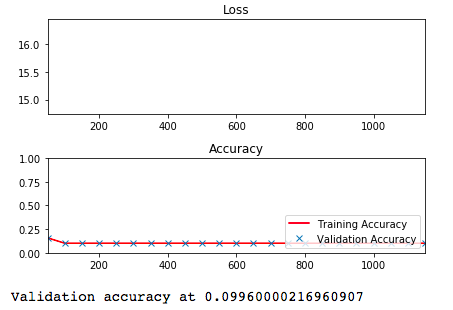 Loss
16.0
15.5
15.0
200 400 600 800 1000
Accuracy
1.00
0.75
0.50
0.25
0.00
Training Accuracy
Validation Accuracy
200 400 600 800 1000
Validation accuracy at 0.09960000216960907